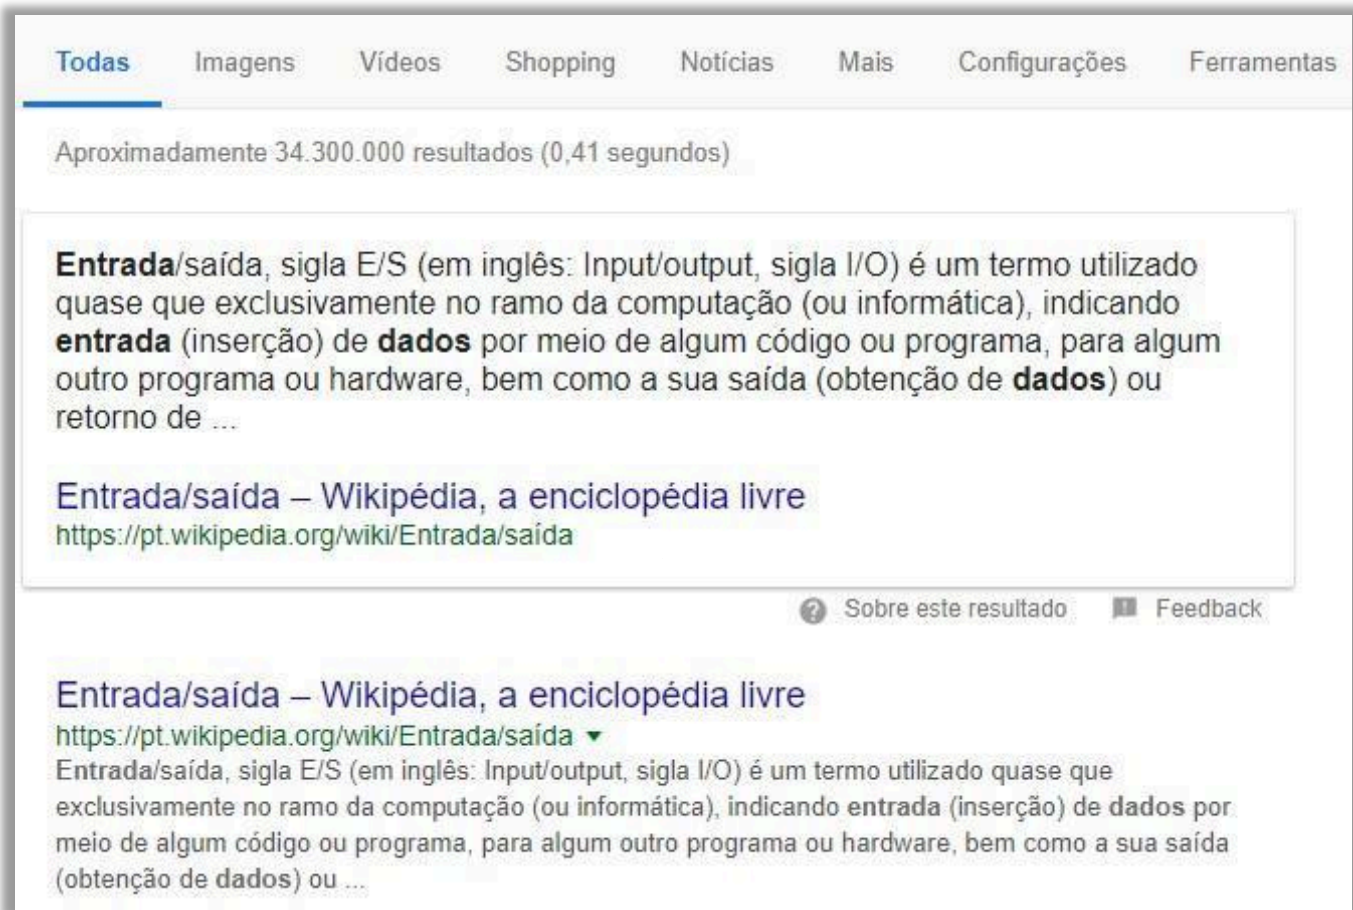 Todas Imagens Vídeos Shopping Notícias Mais Configurações Ferramentas
Aproximadamente 34.300.000 resultados (0,41 segundos)
Entrada/saída, sigla E/S (em inglês: Input/output, sigla I/O) é um termo utilizado
quase que exclusivamente no ramo da computação (ou informática), indicando
entrada (inserção) de dados por meio de algum código ou programa, para algum
outro programa ou hardware, bem como a sua saída (obtenção de dados) ou
retorno de ...
Entrada/saída – Wikipédia, a enciclopédia livre
https://pt.wikipedia.org/wiki/Entrada/saída
Sobre este resultado Feedback
Entrada/saída – Wikipédia, a enciclopédia livre
https://pt.wikipedia.org/wiki/Entrada/saída
Entrada/saída, sigla E/S (em inglês: Input/output, sigla I/O) é um termo utilizado quase que
exclusivamente no ramo da computação (ou informática), indicando entrada (inserção) de dados por
meio de algum código ou programa, para algum outro programa ou hardware, bem como a sua saída
(obtenção de dados) ou ...